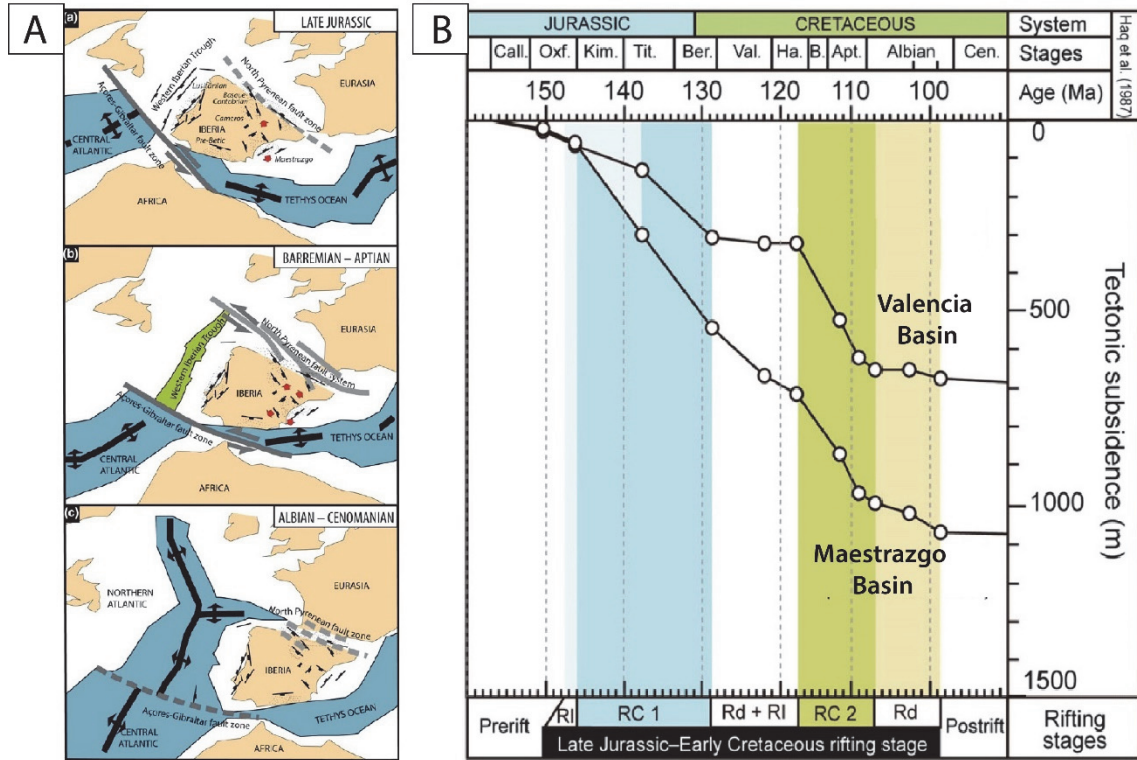 A
(a)
LATE JURASSIC
Western Iberian Trough
North Pyrenean fault zone
EURASIA
Lusitanian
Basque-
Cantabrian
Açores-Gibraltar fault zone
Cameros
IBERIA
Pre-Betic
Maestrazgo
CENTRAL
ATLANTIC
AFRICA
TETHYS OCEAN
(b)
BARREMIAN – APTIAN
EURASIA
North Pyrenean fault system
Western Iberian Trough
IBERIA
Açores-Gibraltar fault zone
TETHYS OCEAN
CENTRAL
ATLANTIC
AFRICA
(c)
ALBIAN – CENOMANIAN
NORTHERN
ATLANTIC
EURASIA
North Pyrenean fault zone
IBERIA
Açores-Gibraltar fault zone
TETHYS OCEAN
CENTRAL
ATLANTIC
AFRICA
B
JURASSIC CRETACEOUS System
Call. Oxf. Kim. Tit. Ber. Val. Ha. B. Apt. Albian Cen. Stages
150 140 130 120 110 100 Age (Ma)
Haq et al. (1987)
0
500
1000
1500
Tectonic subsidence (m)
Valencia
Basin
Maestrazgo
Basin
Prerift RI RC 1 Rd + RI RC 2 Rd Postrift
Late Jurassic–Early Cretaceous rifting stage
Rifting
stages